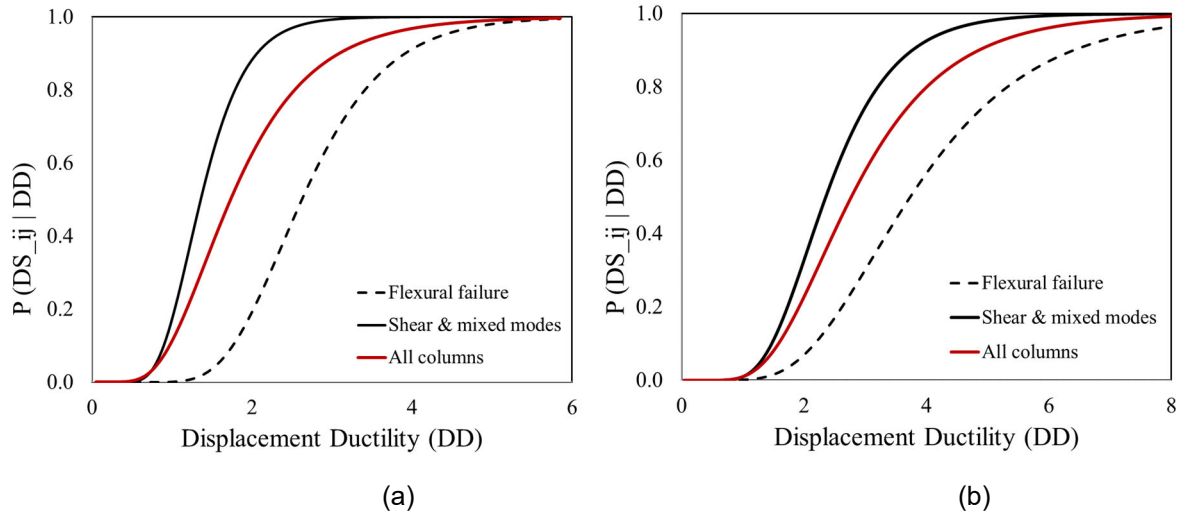 1.0
0.8
0.6
0.4
0.2
0.0
P (DS_ij | DD)
Flexural failure
Shear & mixed modes
All columns
0 2 4 6
Displacement Ductility (DD)
(a)
1.0
0.8
0.6
0.4
0.2
0.0
P (DS_ij | DD)
Flexural failure
Shear & mixed modes
All columns
0 2 4 6 8
Displacement Ductility (DD)
(b)